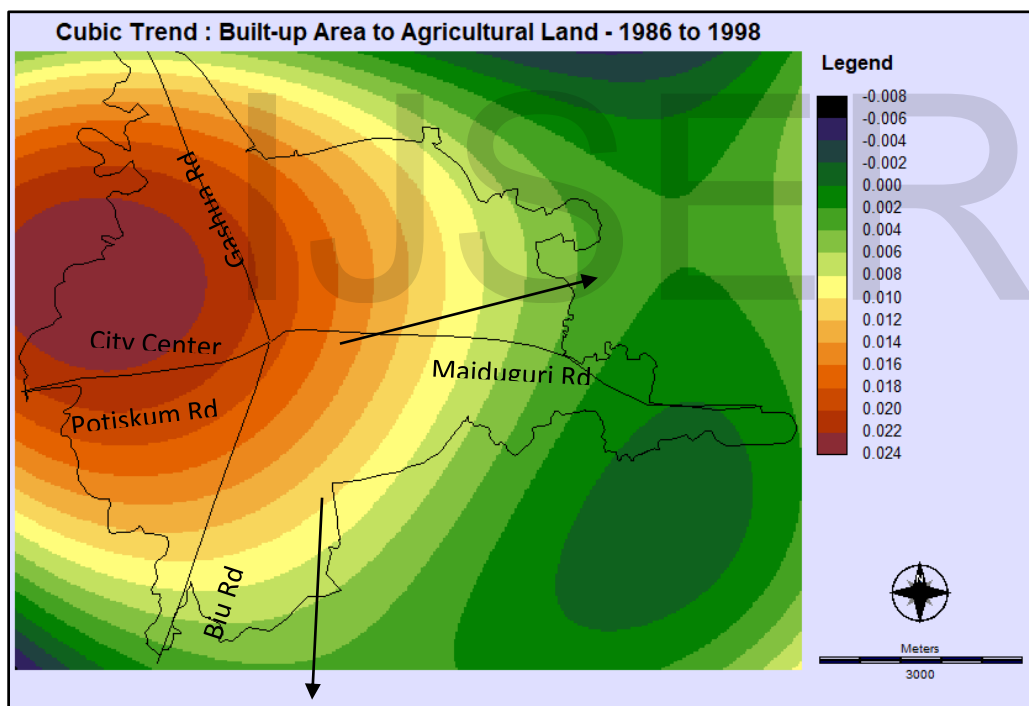 Cubic Trend : Built-up Area to Agricultural Land - 1986 to 1998
IJSER
Legend
-0.008
-0.006
-0.004
-0.002
0.000
0.002
0.004
0.006
0.008
0.010
0.012
0.014
0.016
0.018
0.020
0.022
0.024
Gashua Rd
City Center
Potiskum Rd
Maiduguri Rd
Biu Rd
N
Meters
3000